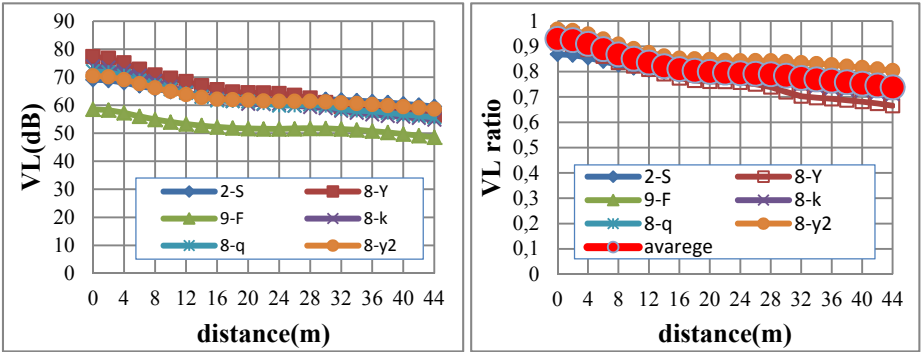 90
80
70
60
50
40
30
20
10
0
VL(dB)
2-S 8-Y
9-F 8-k
8-q 8-y2
0 4 8 12 16 20 24 28 32 36 40 44
distance(m)
1
0,9
0,8
0,7
0,6
0,5
0,4
0,3
0,2
0,1
0
VL ratio
2-S 8-Y
9-F 8-k
8-q 8-y2
avarege
0 4 8 12 16 20 24 28 32 36 40 44
distance(m)